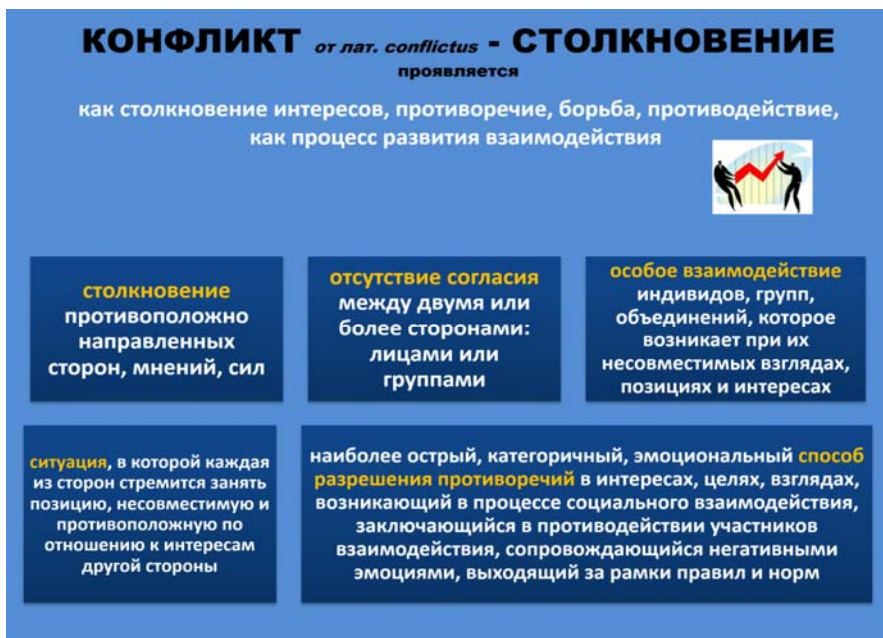 КОНФЛИКТ от лат. conflictus - СТОЛКНОВЕНИЕ
проявляется
как столкновение интересов, противоречие, борьба, противодействие,
как процесс развития взаимодействия
столкновение
противоположно
направленных
сторон, мнений, сил
отсутствие согласия
между двумя или
более сторонами:
лицами или
группами
особое взаимодействие
индивидов, групп,
объединений, которое
возникает при их
несовместимых взглядах,
позициях и интересах
ситуация, в которой каждая
из сторон стремится занять
позицию, несовместимую и
противоположную по
отношению к интересам
другой стороны
наиболее острый, категоричный, эмоциональный способ
разрешения противоречий в интересах, целях, взглядах,
возникающий в процессе социального взаимодействия,
заключающийся в противодействии участников
взаимодействия, сопровождающийся негативными
эмоциями, выходящий за рамки правил и норм